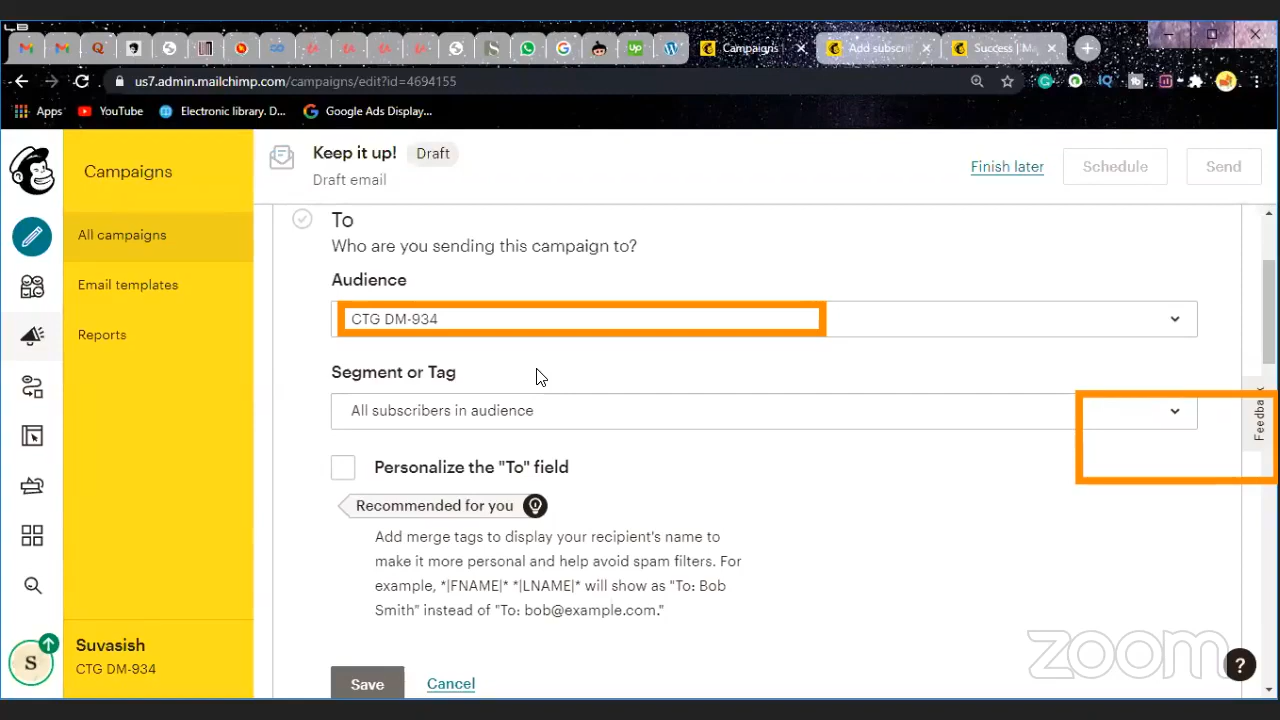 Campaigns
Add subscri
Success | M
us7.admin.mailchimp.com/campaigns/edit?id=4694155
Apps
YouTube
Electronic library. D...
Google Ads Display...
Campaigns
All campaigns
Email templates
Reports
Suvasish
CTG DM-934
Keep it up!
Draft
Draft email
Finish later
Schedule
Send
To
Who are you sending this campaign to?
Audience
CTG DM-934
Segment or Tag
All subscribers in audience
Personalize the "To" field
Recommended for you
Add merge tags to display your recipient's name to
make it more personal and help avoid spam filters. For
example, *|FNAME|* *|LNAME|* will show as "To: Bob
Smith" instead of "To: bob@example.com."
Save
Cancel
Feedback
zoom
?
S